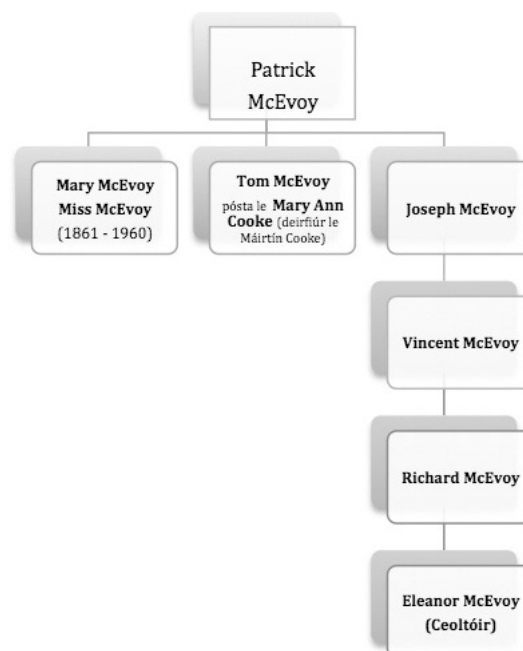 Patrick
McEvoy
Mary McEvoy
Miss McEvoy
(1861 - 1960)
Tom McEvoy
pósta le Mary Ann
Cooke (deirfiúr le
Máirtín Cooke)
Joseph McEvoy
Vincent McEvoy
Richard McEvoy
Eleanor McEvoy
(Ceoltóir)